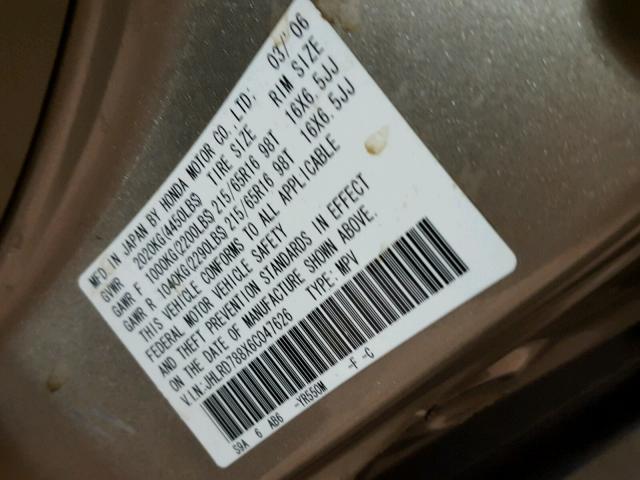 MFD. IN JAPAN BY HONDA MOTOR CO., LTD: 03/'06
GVWR 2020KG(4450LBS TIRE SIZE RIM SIZE
GAWR F 1000KG(2200LBS 215/65R16 98T 16X6.5JJ
GAWR R 1040KG(2290LBS 215/65R16 98T 16X6.5JJ
THIS VEHICLE CONFORMS TO ALL APPLICABLE
FEDERAL MOTOR VEHICLE SAFETY
AND THEFT PREVENTION STANDARDS IN EFFECT
ON THE DATE OF MANUFACTURE SHOWN ABOVE.
VIN:JHLRD788X6C047626 TYPE: MPV
S9A 6 AB6 -YR550M -F -C